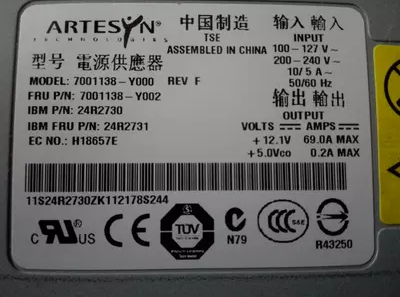 ARTESYN
TECHNOLOGIES
中国制造
TSE
ASSEMBLED IN CHINA
输入 輸入
INPUT
100 - 127 V~
200 - 240 V~
10/ 5 A~
50/60 Hz
型号 電源供應器
MODEL: 7001138-Y000 REV F
FRU P/N: 7001138-Y002
IBM P/N: 24R2730
IBM FRU P/N: 24R2731
EC NO.: H18657E
输出 輸出
OUTPUT
VOLTS AMPS
+ 12.1V 69.0A MAX
+ 5.0Vco 0.2A MAX
11S24R2730ZK112178S244
c UL US
TÜV
N79
CCC
S&E
R43250